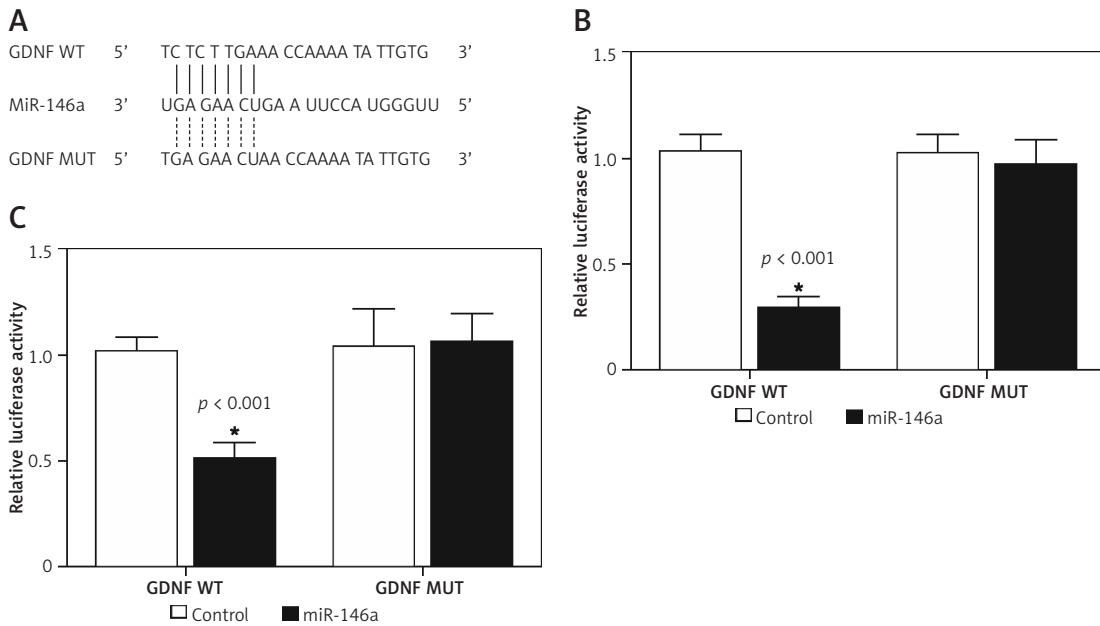 A
GDNF WT 5’ TC TC T TGAAA CCAAAA TA TTGTG 3’
MiR-146a 3’ UGA GAA CUGA A UUCCA UGGGUU 5’
GDNF MUT 5’ TGA GAA CUAA CCAAAA TA TTGTG 3’
B
Relative luciferase activity
1.5
1.0
0.5
0
p < 0.001
*
GDNF WT GDNF MUT
Control miR-146a
C
Relative luciferase activity
1.5
1.0
0.5
0
p < 0.001
*
GDNF WT GDNF MUT
Control miR-146a